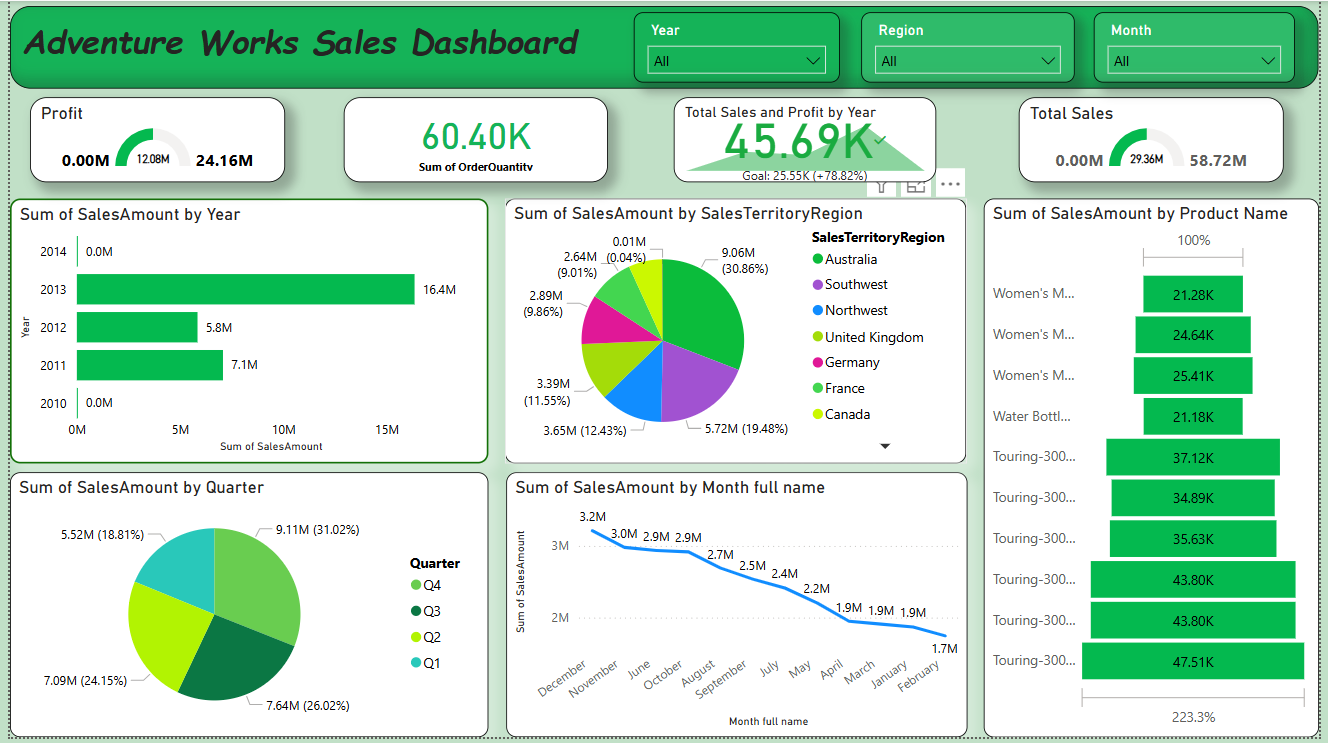 Adventure Works Sales Dashboard
Year
All
Region
All
Month
All
Profit
0.00M
12.08M
24.16M
60.40K
Sum of OrderQuantity
Total Sales and Profit by Year
45.69K
Goal: 25.55K (+78.82%)
Total Sales
0.00M
29.36M
58.72M
Sum of SalesAmount by Year
Year
2014
0.0M
2013
16.4M
2012
5.8M
2011
7.1M
2010
0.0M
0M
5M
10M
15M
Sum of SalesAmount
Sum of SalesAmount by SalesTerritoryRegion
0.01M
(0.04%)
2.64M
(9.01%)
2.89M
(9.86%)
3.39M
(11.55%)
3.65M (12.43%)
5.72M (19.48%)
9.06M
(30.86%)
SalesTerritoryRegion
Australia
Southwest
Northwest
United Kingdom
Germany
France
Canada
Sum of SalesAmount by Product Name
100%
Women's M...
21.28K
Women's M...
24.64K
Women's M...
25.41K
Water Bottl...
21.18K
Touring-300...
37.12K
Touring-300...
34.89K
Touring-300...
35.63K
Touring-300...
43.80K
Touring-300...
43.80K
Touring-300...
47.51K
223.3%
Sum of SalesAmount by Quarter
5.52M (18.81%)
9.11M (31.02%)
7.09M (24.15%)
7.64M (26.02%)
Quarter
Q4
Q3
Q2
Q1
Sum of SalesAmount by Month full name
Sum of SalesAmount
3M
2M
3.2M
3.0M
2.9M
2.9M
2.7M
2.5M
2.4M
2.2M
1.9M
1.9M
1.9M
1.7M
December
November
June
October
August
September
July
May
April
March
January
February
Month full name